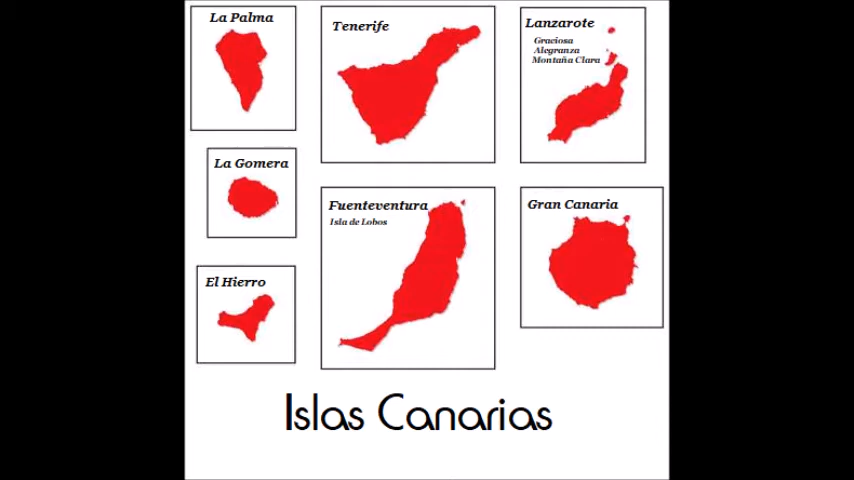 La Palma
Tenerife
Lanzarote
Graciosa
Alegranza
Montaña Clara
La Gomera
Fuenteventura
Isla de Lobos
Gran Canaria
El Hierro
Islas Canarias